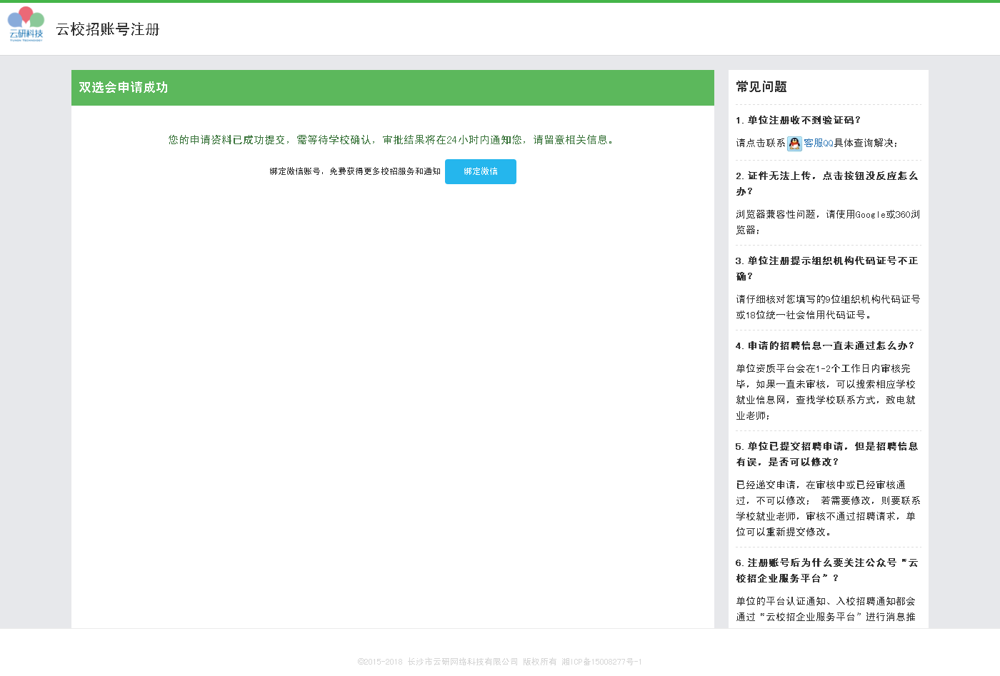 云研科技
YUNDR TECHNOLOGY
云校招账号注册
双选会申请成功
您的申请资料已成功提交，需等待学校确认，审批结果将在24小时内通知您，请留意相关信息。
绑定微信账号，免费获得更多校招服务和通知 绑定微信
常见问题
1. 单位注册收不到验证码？
请点击联系客服QQ具体查询解决；
2. 证件无法上传，点击按钮没反应怎么
办？
浏览器兼容性问题，请使用Google或360浏
览器；
3. 单位注册提示组织机构代码证号不正
确？
请仔细核对您填写的9位组织机构代码证号
或18位统一社会信用代码证号。
4. 申请的招聘信息一直未通过怎么办？
单位资质平台会在1-2个工作日内审核完
毕，如果一直未审核，可以搜索相应学校
就业信息网，查找学校联系方式，致电就
业老师；
5. 单位已提交招聘申请，但是招聘信息
有误，是否可以修改？
已经递交申请，在审核中或已经审核通
过，不可以修改； 若需要修改，则要联系
学校就业老师，审核不通过招聘请求，单
位可以重新提交修改。
6. 注册账号后为什么要关注公众号“云
校招企业服务平台”？
单位的平台认证通知、入校招聘通知都会
通过“云校招企业服务平台”进行消息推
©2015-2018 长沙市云研网络科技有限公司 版权所有 湘ICP备15008277号-1